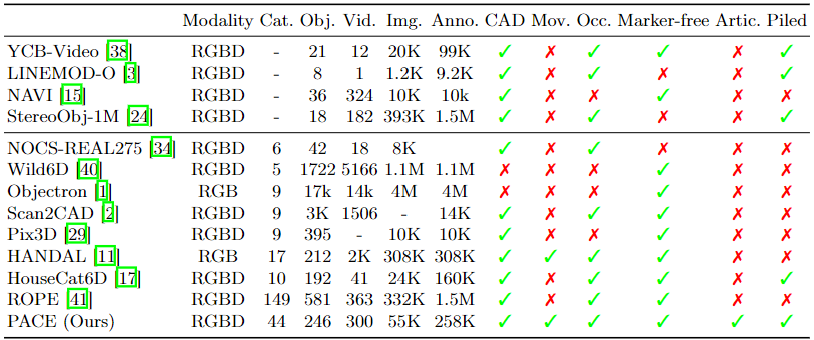 Modality Cat. Obj. Vid. Img. Anno. CAD Mov. Occ. Marker-free Artic. Piled
YCB-Video [38] RGBD - 21 12 20K 99K ✓ ✗ ✓ ✓ ✗ ✓
LINEMOD-O [3] RGBD - 8 1 1.2K 9.2K ✓ ✗ ✓ ✗ ✗ ✓
NAVI [15] RGBD - 36 324 10K 10k ✓ ✗ ✗ ✓ ✗ ✗
StereoObj-1M [24] RGBD - 18 182 393K 1.5M ✓ ✗ ✓ ✗ ✗ ✓
NOCS-REAL275 [34] RGBD 6 42 18 8K ✓ ✗ ✓ ✗ ✗ ✗
Wild6D [40] RGBD 5 1722 5166 1.1M 1.1M ✗ ✗ ✗ ✓ ✗ ✗
Objectron [1] RGB 9 17k 14k 4M 4M ✗ ✗ ✗ ✓ ✗ ✗
Scan2CAD [2] RGBD 9 3K 1506 - 14K ✓ ✗ ✓ ✓ ✗ ✗
Pix3D [29] RGBD 9 395 - 10K 10K ✓ ✗ ✗ ✓ ✗ ✗
HANDAL [11] RGB 17 212 2K 308K 308K ✓ ✓ ✓ ✓ ✗ ✗
HouseCat6D [17] RGBD 10 192 41 24K 160K ✓ ✗ ✓ ✓ ✗ ✓
ROPE [41] RGBD 149 581 363 332K 1.5M ✓ ✗ ✓ ✓ ✗ ✗
PACE (Ours) RGBD 44 246 300 55K 258K ✓ ✓ ✓ ✓ ✓ ✓